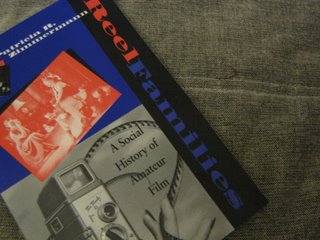 Patricia R.
Zimmermann
Reel Families
A Social
History of
Amateur
Film